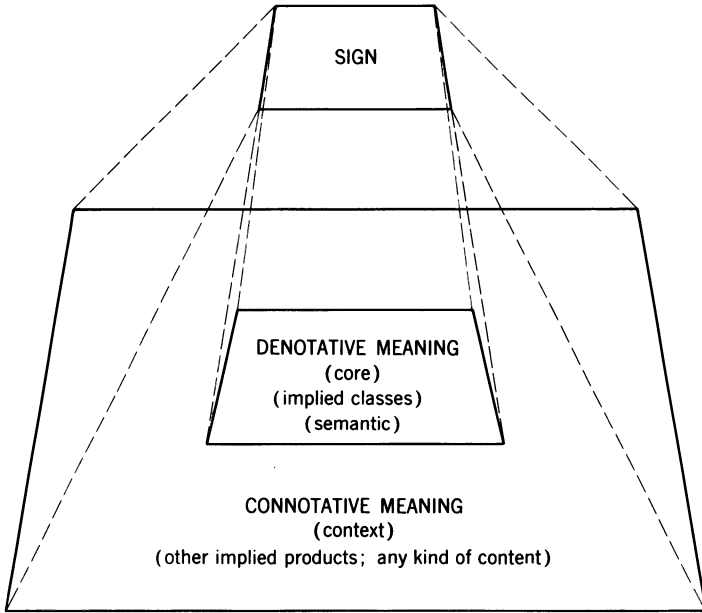 SIGN
DENOTATIVE MEANING
(core)
(implied classes)
(semantic)
CONNOTATIVE MEANING
(context)
(other implied products; any kind of content)